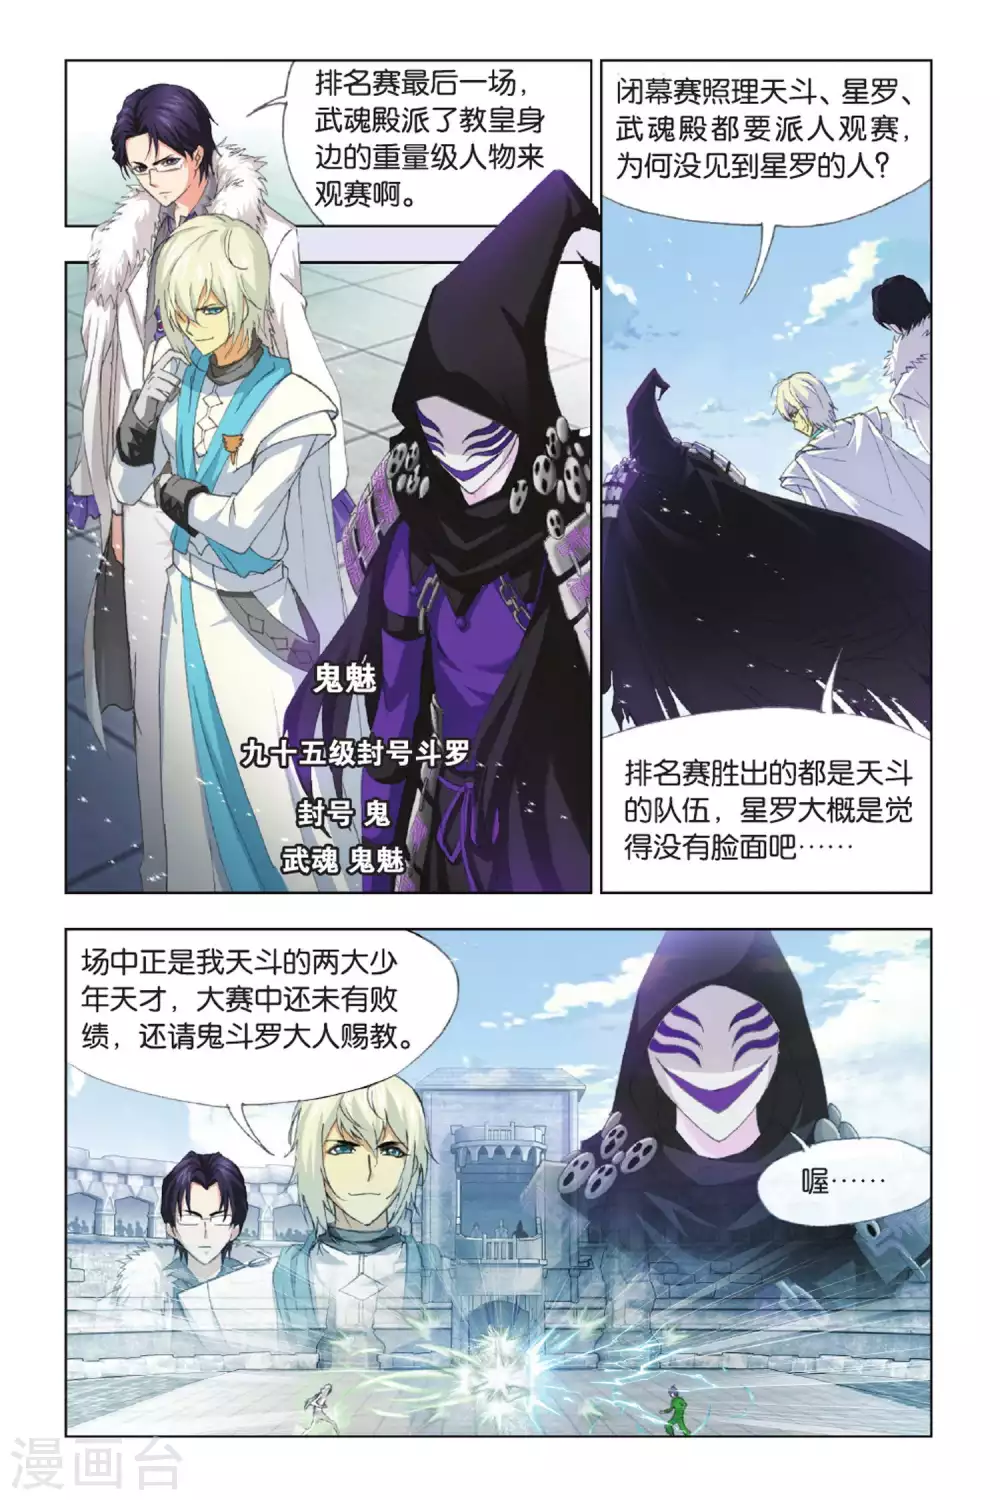 排名赛最后一场，
武魂殿派了教皇身
边的重量级人物来
观赛啊。
闭幕赛照理天斗、星罗、
武魂殿都要派人观赛，
为何没见到星罗的人？
鬼魅
九十五级封号斗罗
封号 鬼
武魂 鬼魅
排名赛胜出的都是天斗
的队伍，星罗大概是觉
得没有脸面吧……
场中正是我天斗的两大少
年天才，大赛中还未有败
绩，还请鬼斗罗大人赐教。
喔……
漫画台